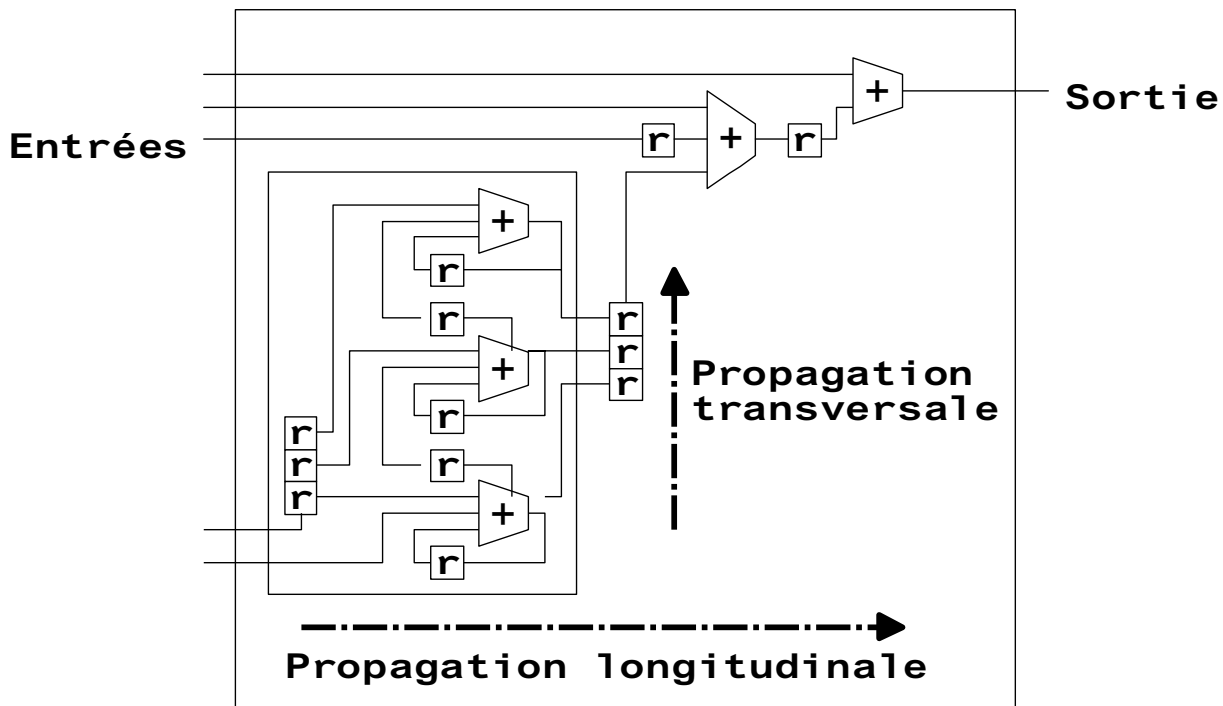 +
Sortie
+
r
r
Entrées
+
r
r
r
+
r
r
Propagation
transversale
r
r
r
r
r
+
r
Propagation longitudinale